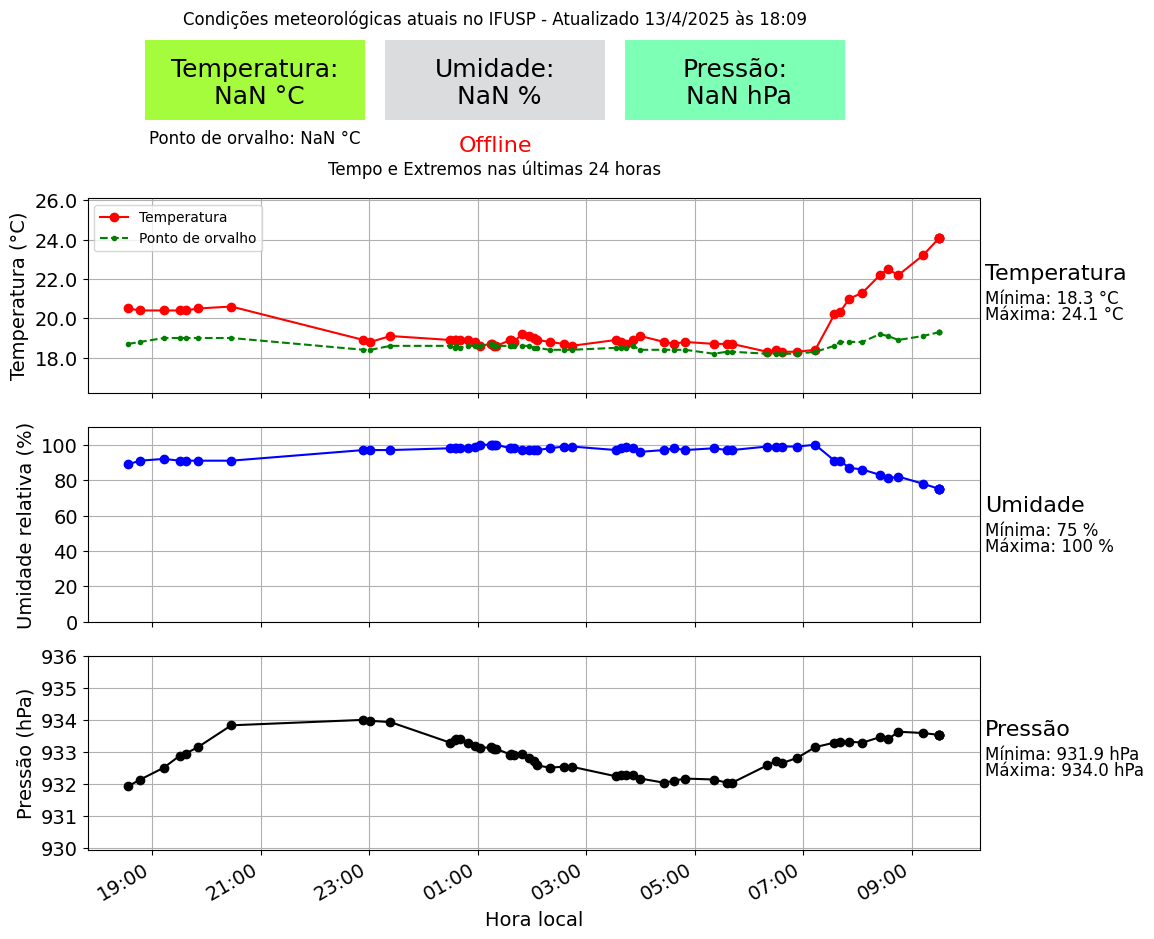 Condições meteorológicas atuais no IFUSP - Atualizado 13/4/2025 às 18:09
Temperatura:
NaN °C
Umidade:
NaN %
Pressão:
NaN hPa
Ponto de orvalho: NaN °C
Offline
Tempo e Extremos nas últimas 24 horas
Temperatura (°C)
26.0
24.0
22.0
20.0
18.0
Temperatura
Ponto de orvalho
Temperatura
Mínima: 18.3 °C
Máxima: 24.1 °C
Umidade relativa (%)
100
80
60
40
20
0
Umidade
Mínima: 75 %
Máxima: 100 %
Pressão (hPa)
936
935
934
933
932
931
930
Pressão
Mínima: 931.9 hPa
Máxima: 934.0 hPa
19:00 21:00 23:00 01:00 03:00 05:00 07:00 09:00
Hora local